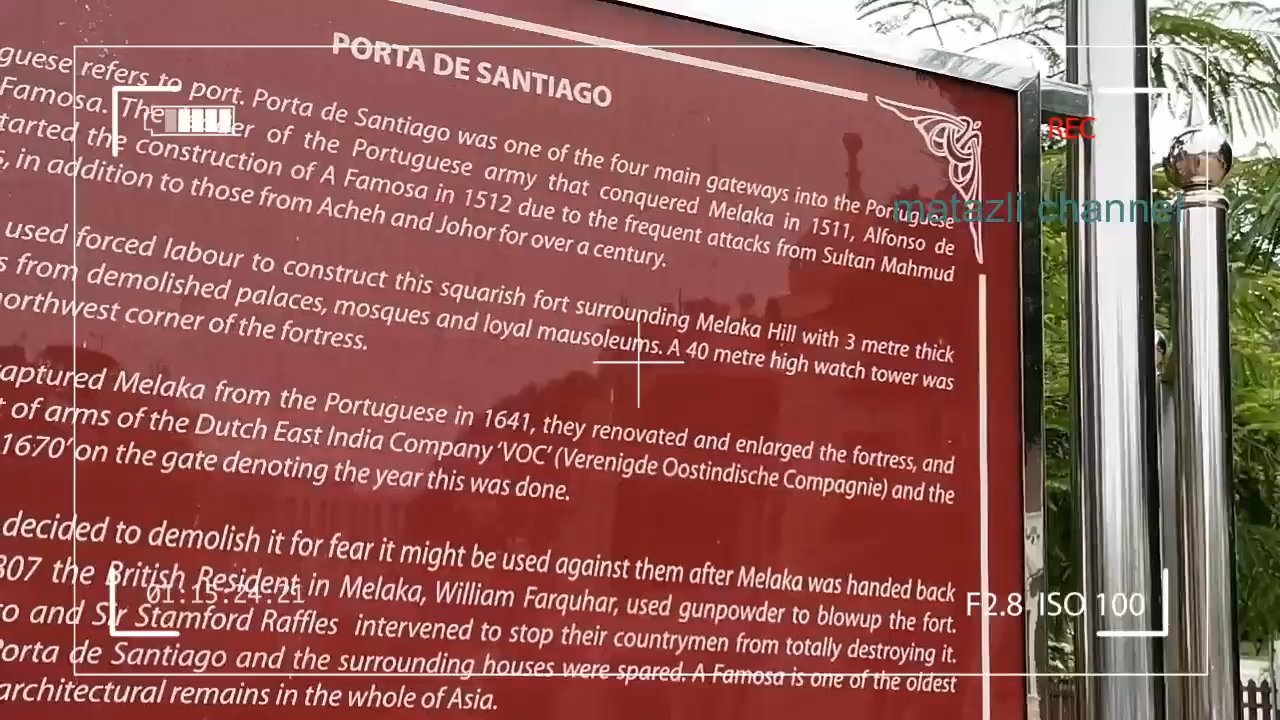 PORTA DE SANTIAGO
guese refers to port. Porta de Santiago was one of the four main gateways into the Portuguese
Famosa. The er of the Portuguese army that conquered Melaka in 1511, Alfonso de
tarted the construction of A Famosa in 1512 due to the frequent attacks from Sultan Mahmud
s, in addition to those from Acheh and Johor for over a century.
used forced labour to construct this squarish fort surrounding Melaka Hill with 3 metre thick
s from demolished palaces, mosques and loyal mausoleums. A 40 metre high watch tower was
northwest corner of the fortress.
aptured Melaka from the Portuguese in 1641, they renovated and enlarged the fortress, and
t of arms of the Dutch East India Company 'VOC' (Verenigde Oostindische Compagnie) and the
1670' on the gate denoting the year this was done.
decided to demolish it for fear it might be used against them after Melaka was handed back
807 the British Resident in Melaka, William Farquhar, used gunpowder to blowup the fort.
to and Sir Stamford Raffles intervened to stop their countrymen from totally destroying it.
Porta de Santiago and the surrounding houses were spared. A Famosa is one of the oldest
architectural remains in the whole of Asia.
REC
matazli channel
01:15:24:21
F2.8 ISO 100